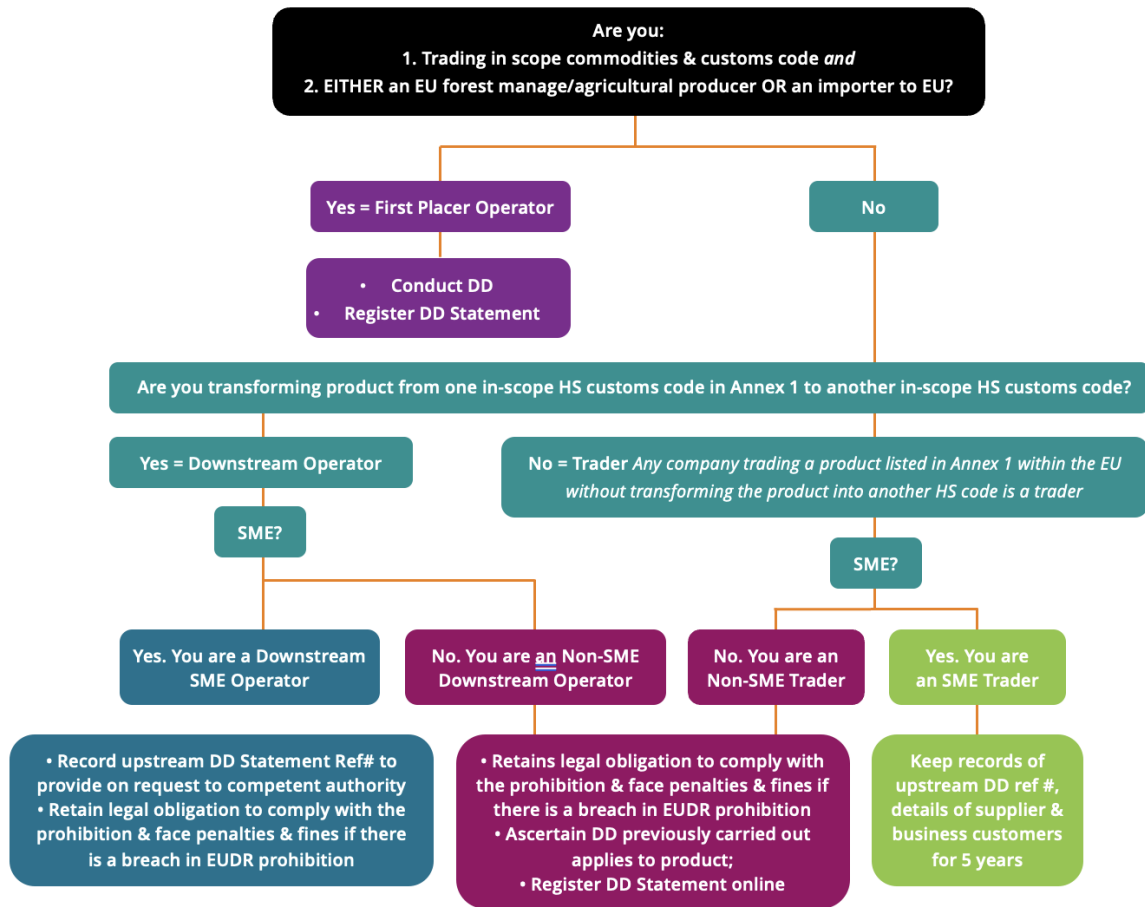 Are you:
1. Trading in scope commodities & customs code and
2. EITHER an EU forest manage/agricultural producer OR an importer to EU?
Yes = First Placer Operator
No
• Conduct DD
• Register DD Statement
Are you transforming product from one in-scope HS customs code in Annex 1 to another in-scope HS customs code?
Yes = Downstream Operator
No = Trader Any company trading a product listed in Annex 1 within the EU
without transforming the product into another HS code is a trader
SME?
SME?
Yes. You are a Downstream
SME Operator
No. You are an Non-SME
Downstream Operator
No. You are an
Non-SME Trader
Yes. You are
an SME Trader
• Record upstream DD Statement Ref# to
provide on request to competent authority
• Retain legal obligation to comply with the
prohibition & face penalties & fines if there
is a breach in EUDR prohibition
• Retains legal obligation to comply with
the prohibition & face penalties & fines if
there is a breach in EUDR prohibition
• Ascertain DD previously carried out
applies to product;
• Register DD Statement online
Keep records of
upstream DD ref #,
details of supplier &
business customers
for 5 years